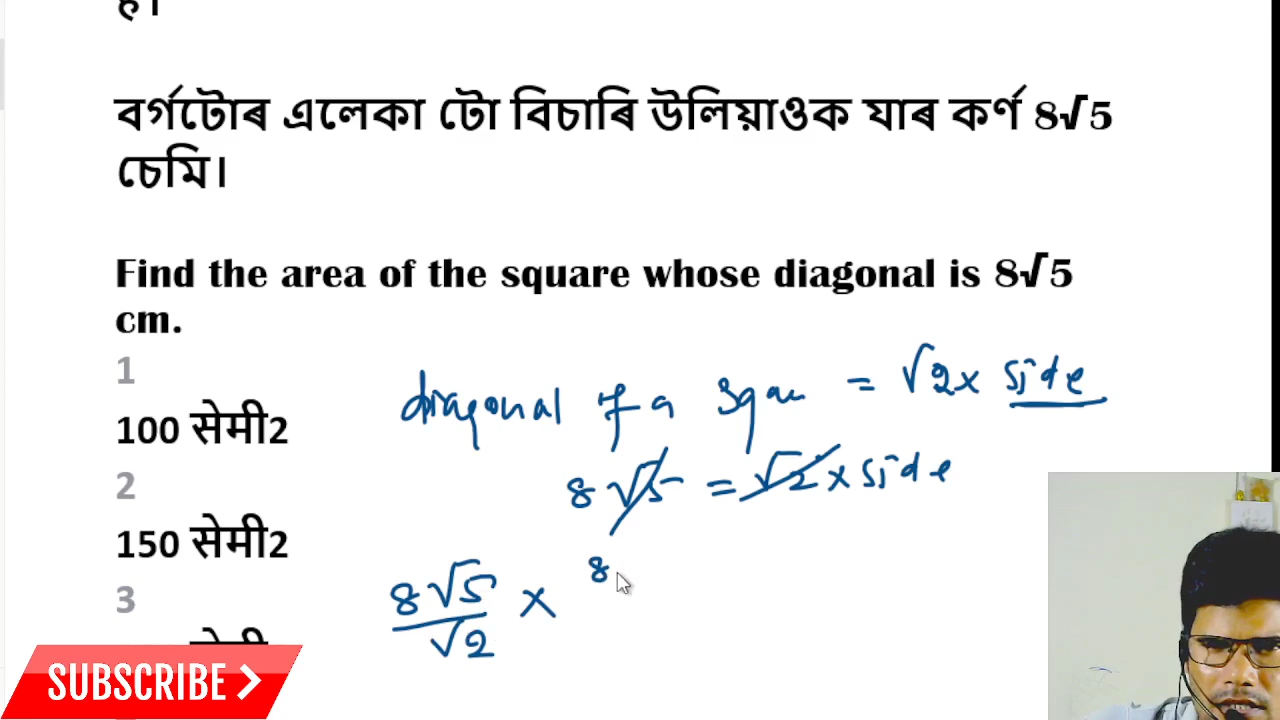 है।
বৰ্গটোৰ এলেকা টো বিচাৰি উলিয়াওক যাৰ কৰ্ণ 8√5
চেমি।
Find the area of the square whose diagonal is 8√5
cm.
1
diagonal of a squ = √2 x side
100 सेमी2
2
8 √5 = √2 x side
150 सेमी2
3
8√5 / √2 x 8
SUBSCRIBE